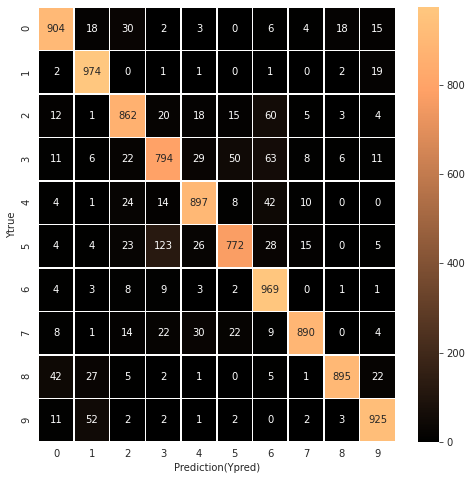 0 904 18 30 2 3 0 6 4 18 15
1 2 974 0 1 1 0 1 0 2 19
2 12 1 862 20 18 15 60 5 3 4
3 11 6 22 794 29 50 63 8 6 11
4 4 1 24 14 897 8 42 10 0 0
5 4 4 23 123 26 772 28 15 0 5
6 4 3 8 9 3 2 969 0 1 1
7 8 1 14 22 30 22 9 890 0 4
8 42 27 5 2 1 0 5 1 895 22
9 11 52 2 2 1 2 0 2 3 925
0 1 2 3 4 5 6 7 8 9
Prediction(Ypred)
Ytrue
800
600
400
200
0